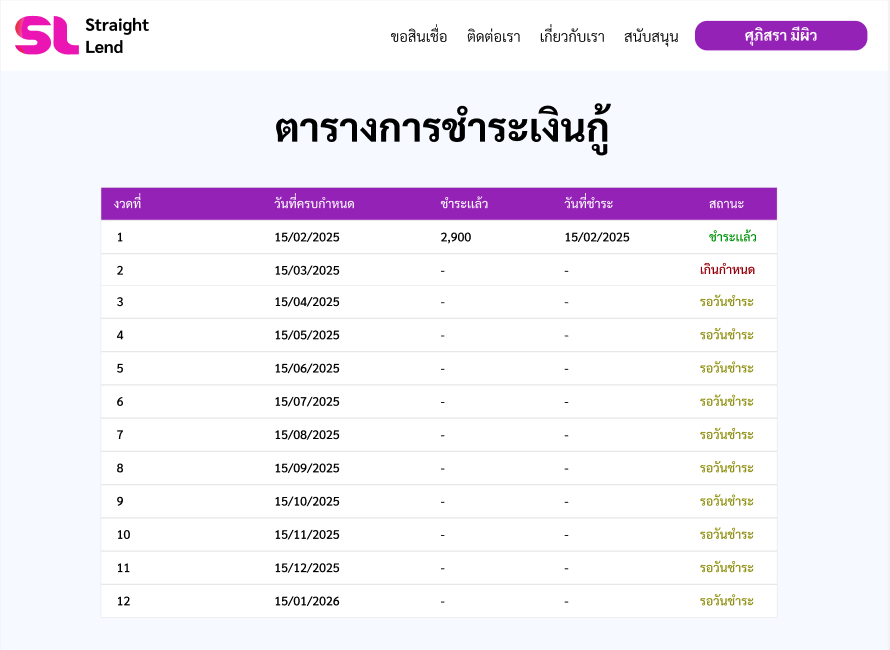 SL Straight
Lend
ขอสินเชื่อ ติดต่อเรา เกี่ยวกับเรา สนับสนุน ศุภิสรา มีผิว
ตารางการชำระเงินกู้
งวดที่ วันที่ครบกำหนด ชำระแล้ว วันที่ชำระ สถานะ
1 15/02/2025 2,900 15/02/2025 ชำระแล้ว
2 15/03/2025 - - เกินกำหนด
3 15/04/2025 - - รอวันชำระ
4 15/05/2025 - - รอวันชำระ
5 15/06/2025 - - รอวันชำระ
6 15/07/2025 - - รอวันชำระ
7 15/08/2025 - - รอวันชำระ
8 15/09/2025 - - รอวันชำระ
9 15/10/2025 - - รอวันชำระ
10 15/11/2025 - - รอวันชำระ
11 15/12/2025 - - รอวันชำระ
12 15/01/2026 - - รอวันชำระ